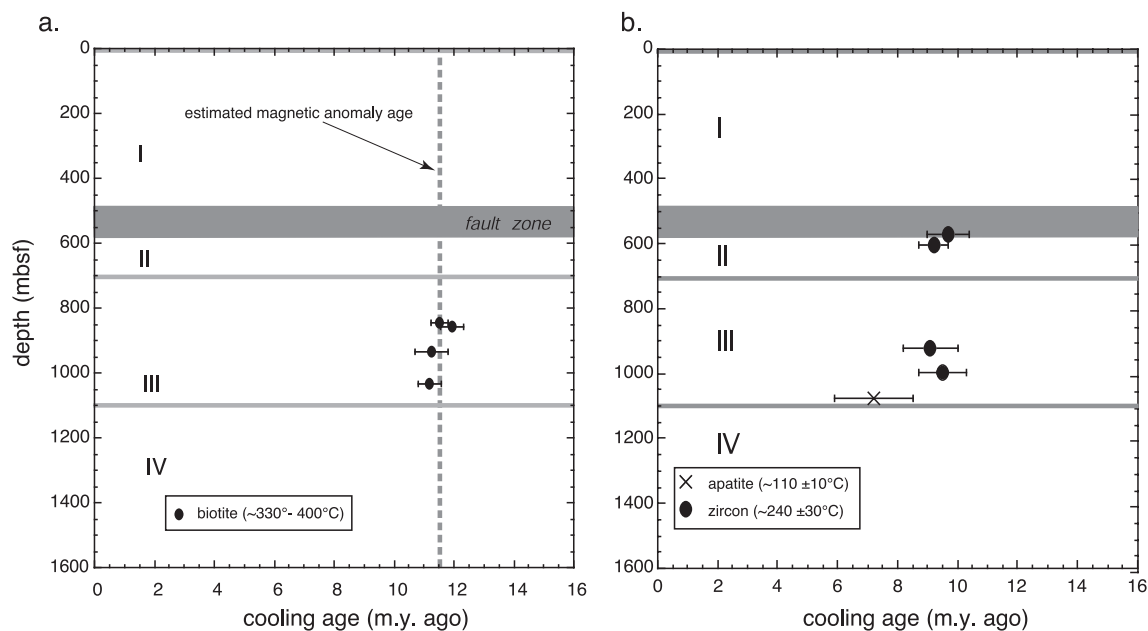 a.
0
200
400
600
800
1000
1200
1400
1600
depth (mbsf)
estimated magnetic anomaly age
I
fault zone
II
III
IV
biotite (~330°- 400°C)
0 2 4 6 8 10 12 14 16
cooling age (m.y. ago)
b.
0
200
400
600
800
1000
1200
1400
1600
I
II
III
IV
apatite (~110 ±10°C)
zircon (~240 ±30°C)
0 2 4 6 8 10 12 14 16
cooling age (m.y. ago)